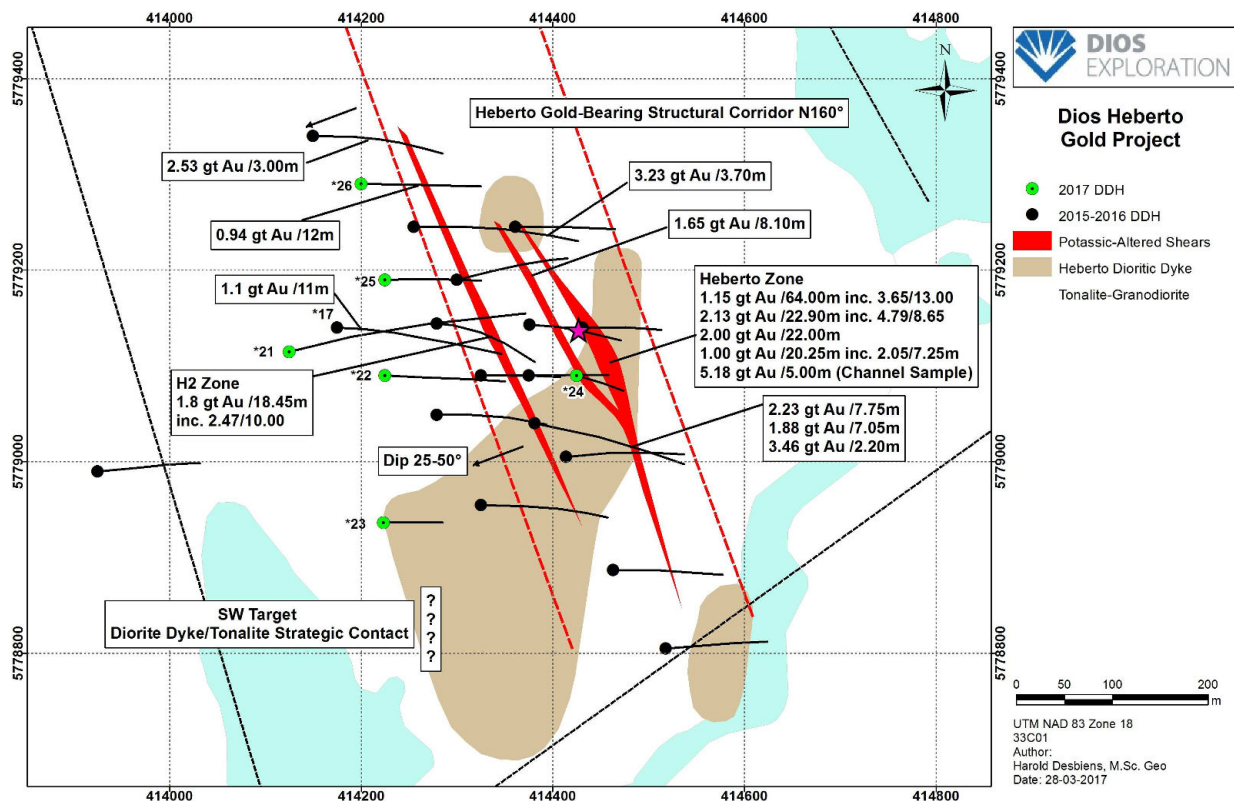 414000
414200
414400
414600
414800
5779400
5779200
5779000
5778800
5779400
5779200
5779000
5778800
Heberto Gold-Bearing Structural Corridor N160°
2.53 gt Au /3.00m
*26
3.23 gt Au /3.70m
0.94 gt Au /12m
1.65 gt Au /8.10m
*25
1.1 gt Au /11m
*17
*21
Heberto Zone
1.15 gt Au /64.00m inc. 3.65/13.00
2.13 gt Au /22.90m inc. 4.79/8.65
2.00 gt Au /22.00m
1.00 gt Au /20.25m inc. 2.05/7.25m
5.18 gt Au /5.00m (Channel Sample)
*22
*24
H2 Zone
1.8 gt Au /18.45m
inc. 2.47/10.00
2.23 gt Au /7.75m
1.88 gt Au /7.05m
3.46 gt Au /2.20m
Dip 25-50°
*23
SW Target
Diorite Dyke/Tonalite Strategic Contact
?
?
?
?
414000
414200
414400
414600
414800
DIOS
EXPLORATION
N
Dios Heberto
Gold Project
2017 DDH
2015-2016 DDH
Potassic-Altered Shears
Heberto Dioritic Dyke
Tonalite-Granodiorite
0 50 100 200
m
UTM NAD 83 Zone 18
33C01
Author:
Harold Desbiens, M.Sc. Geo
Date: 28-03-2017